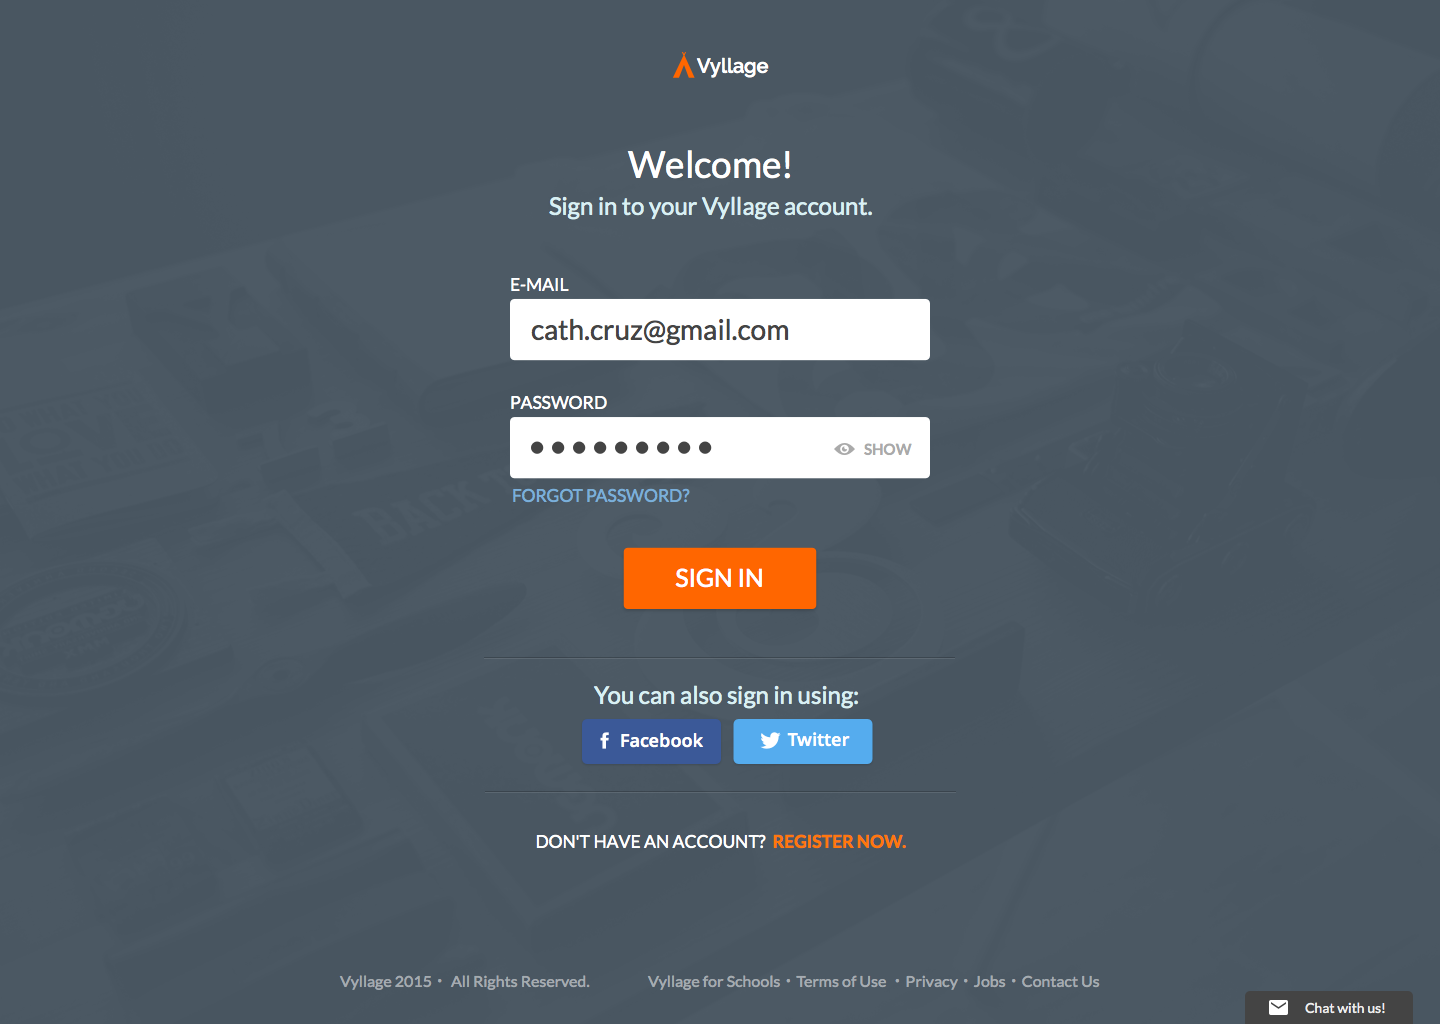 Vyllage
Welcome!
Sign in to your Vyllage account.
E-MAIL
cath.cruz@gmail.com
PASSWORD
SHOW
FORGOT PASSWORD?
SIGN IN
You can also sign in using:
Facebook
Twitter
DON'T HAVE AN ACCOUNT? REGISTER NOW.
Vyllage 2015 • All Rights Reserved. Vyllage for Schools • Terms of Use • Privacy • Jobs • Contact Us
Chat with us!